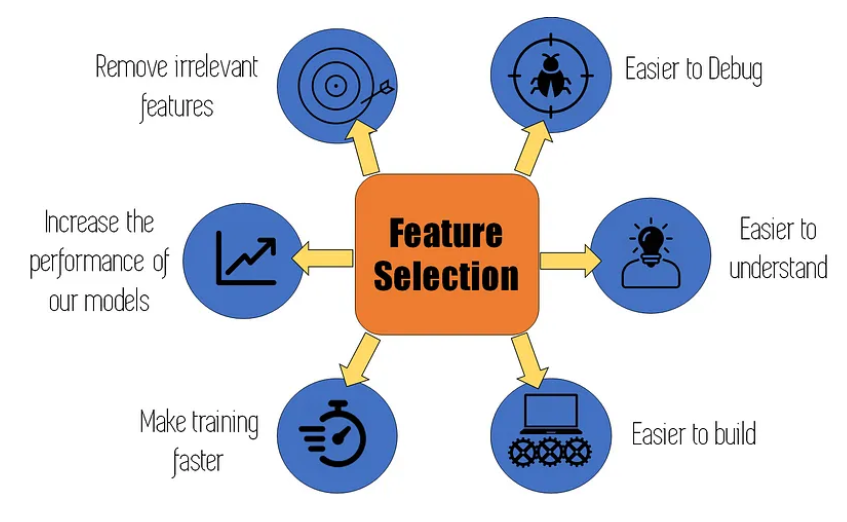 Remove irrelevant
features
Easier to Debug
Increase the
performance of
our models
Feature
Selection
Easier to
understand
Make training
faster
Easier to build